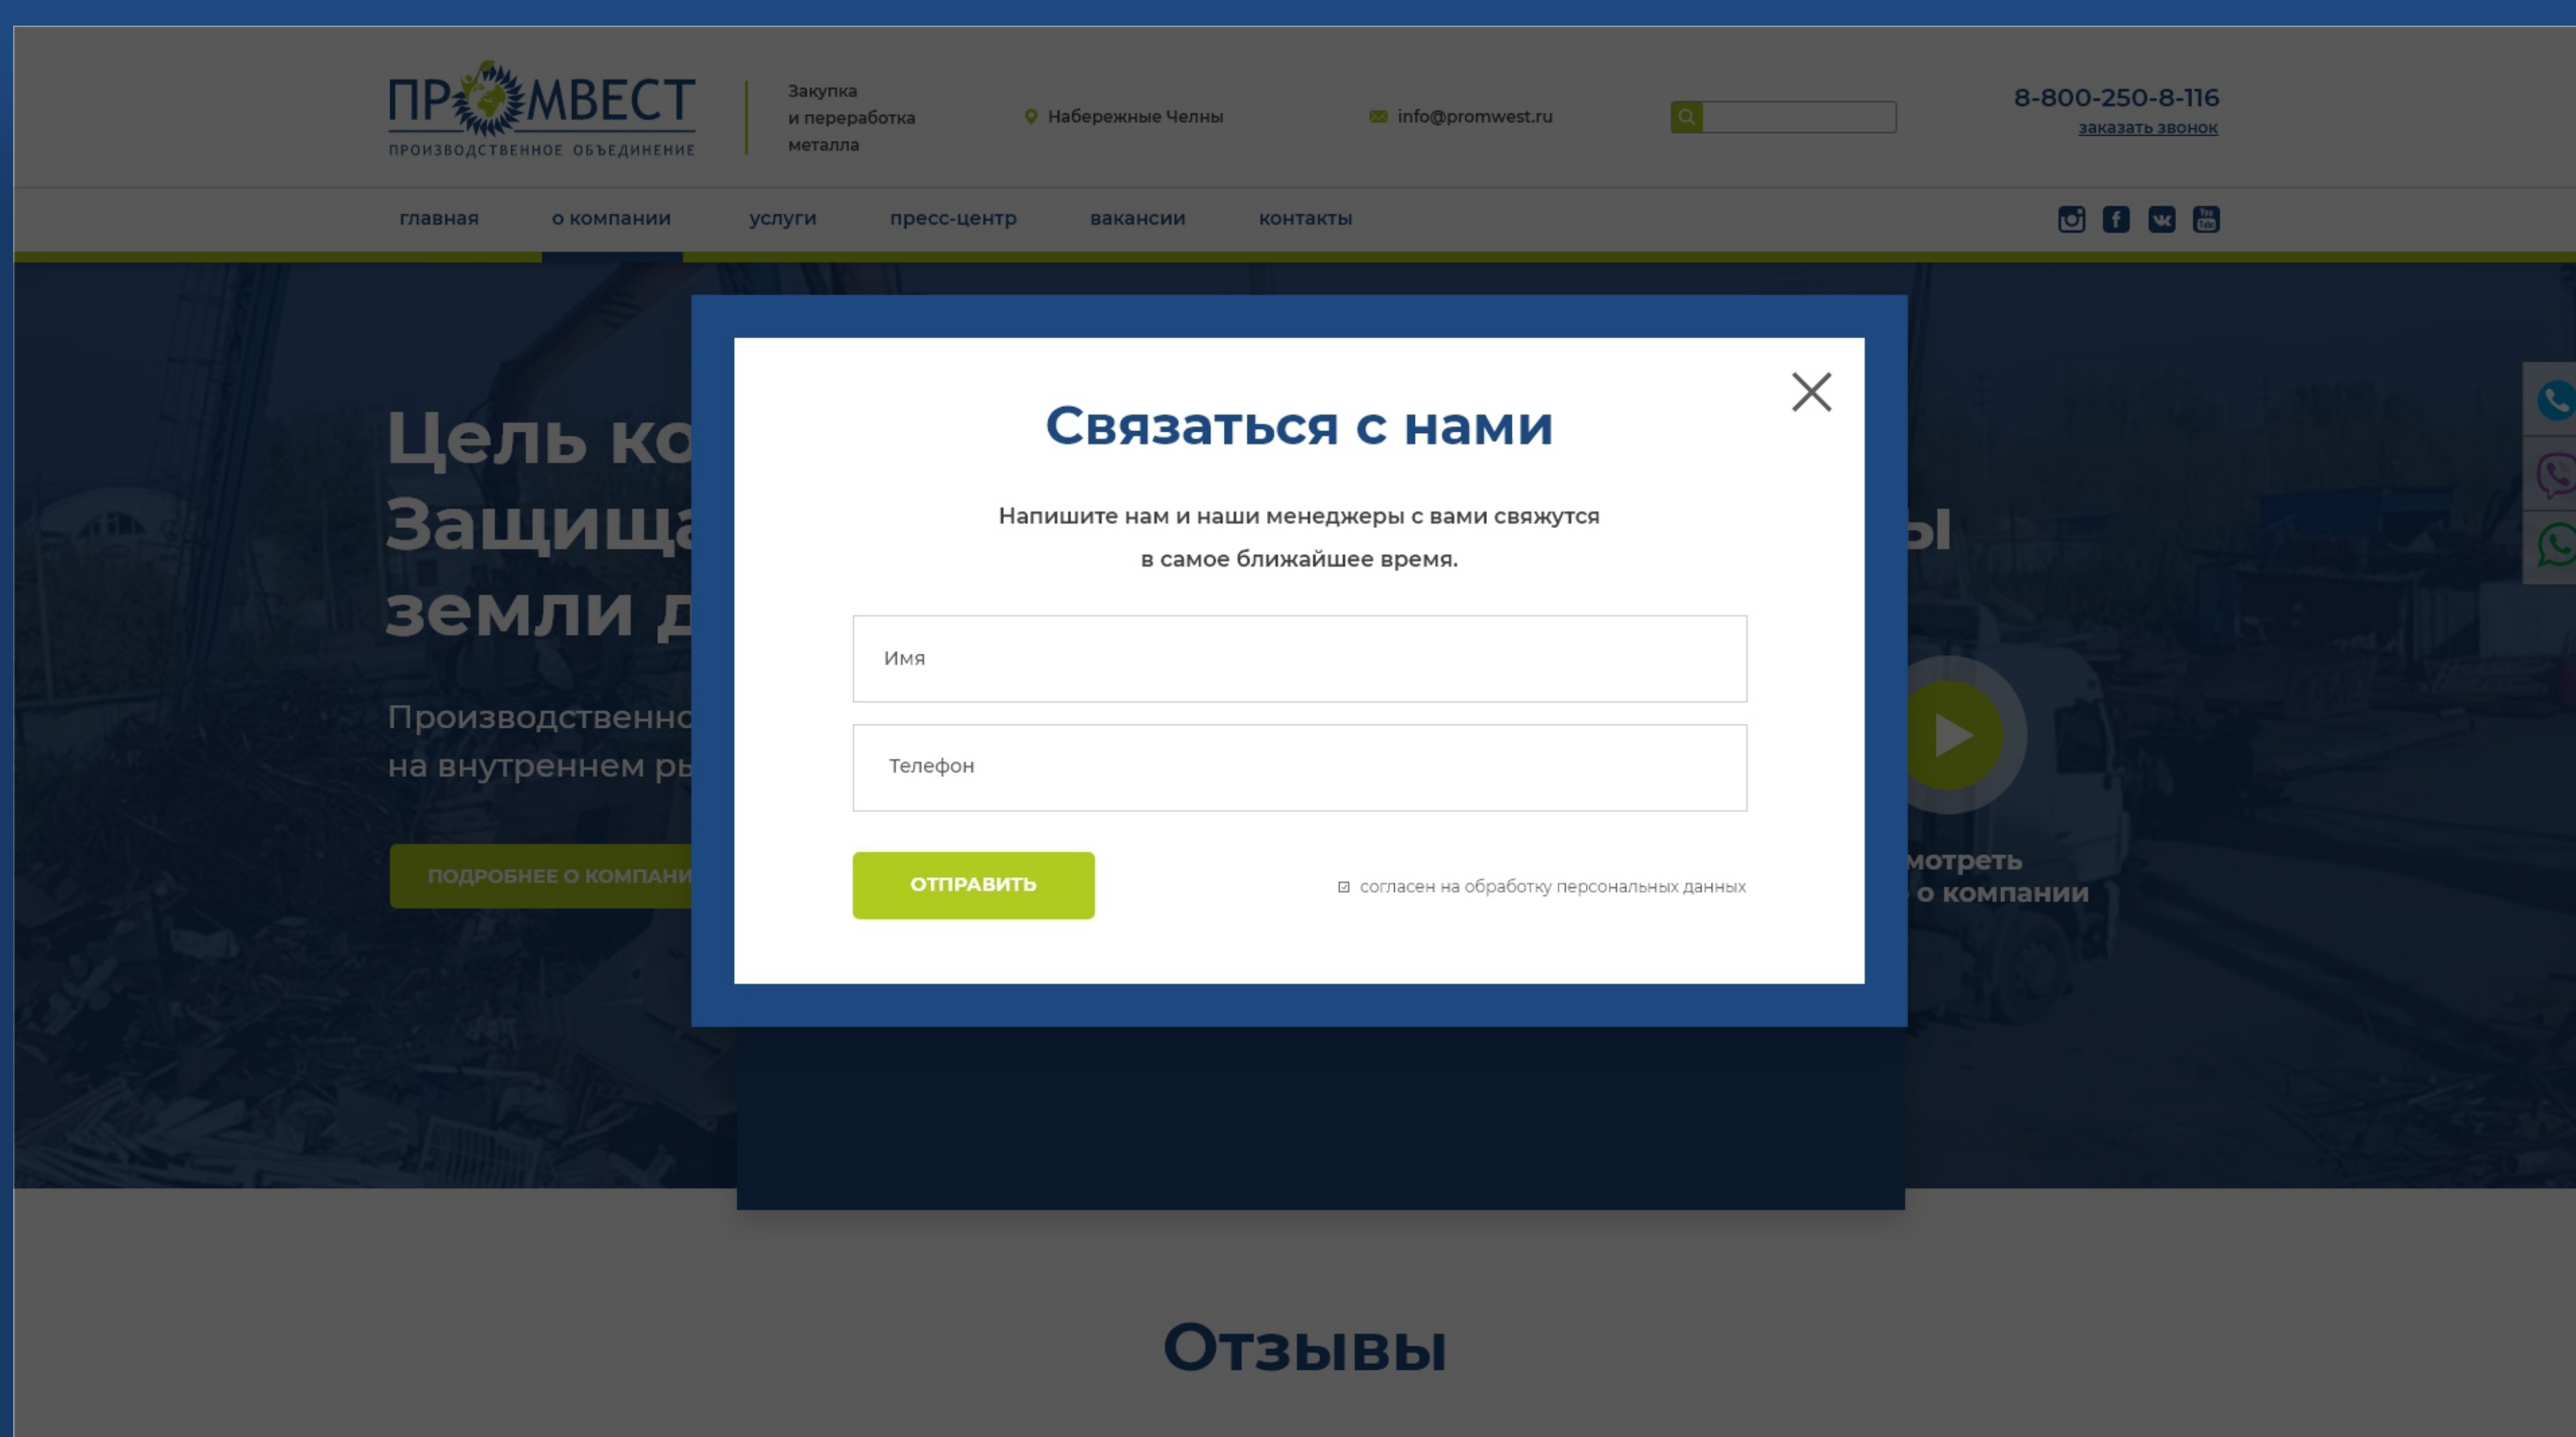 ПРОМВЕСТ
ПРОИЗВОДСТВЕННОЕ ОБЪЕДИНЕНИЕ
Закупка
и переработка
металла
Набережные Челны
info@promwest.ru
8-800-250-8-116
заказать звонок
главная о компании услуги пресс-центр вакансии контакты
You Tube
Цель ко
Защища
ы
земли д
Связаться с нами
Напишите нам и наши менеджеры с вами свяжутся
в самое ближайшее время.
Имя
Телефон
ОТПРАВИТЬ
согласен на обработку персональных данных
Производственно
на внутреннем ры
ПОДРОБНЕЕ О КОМПАНИ
мотреть
о компании
Отзывы